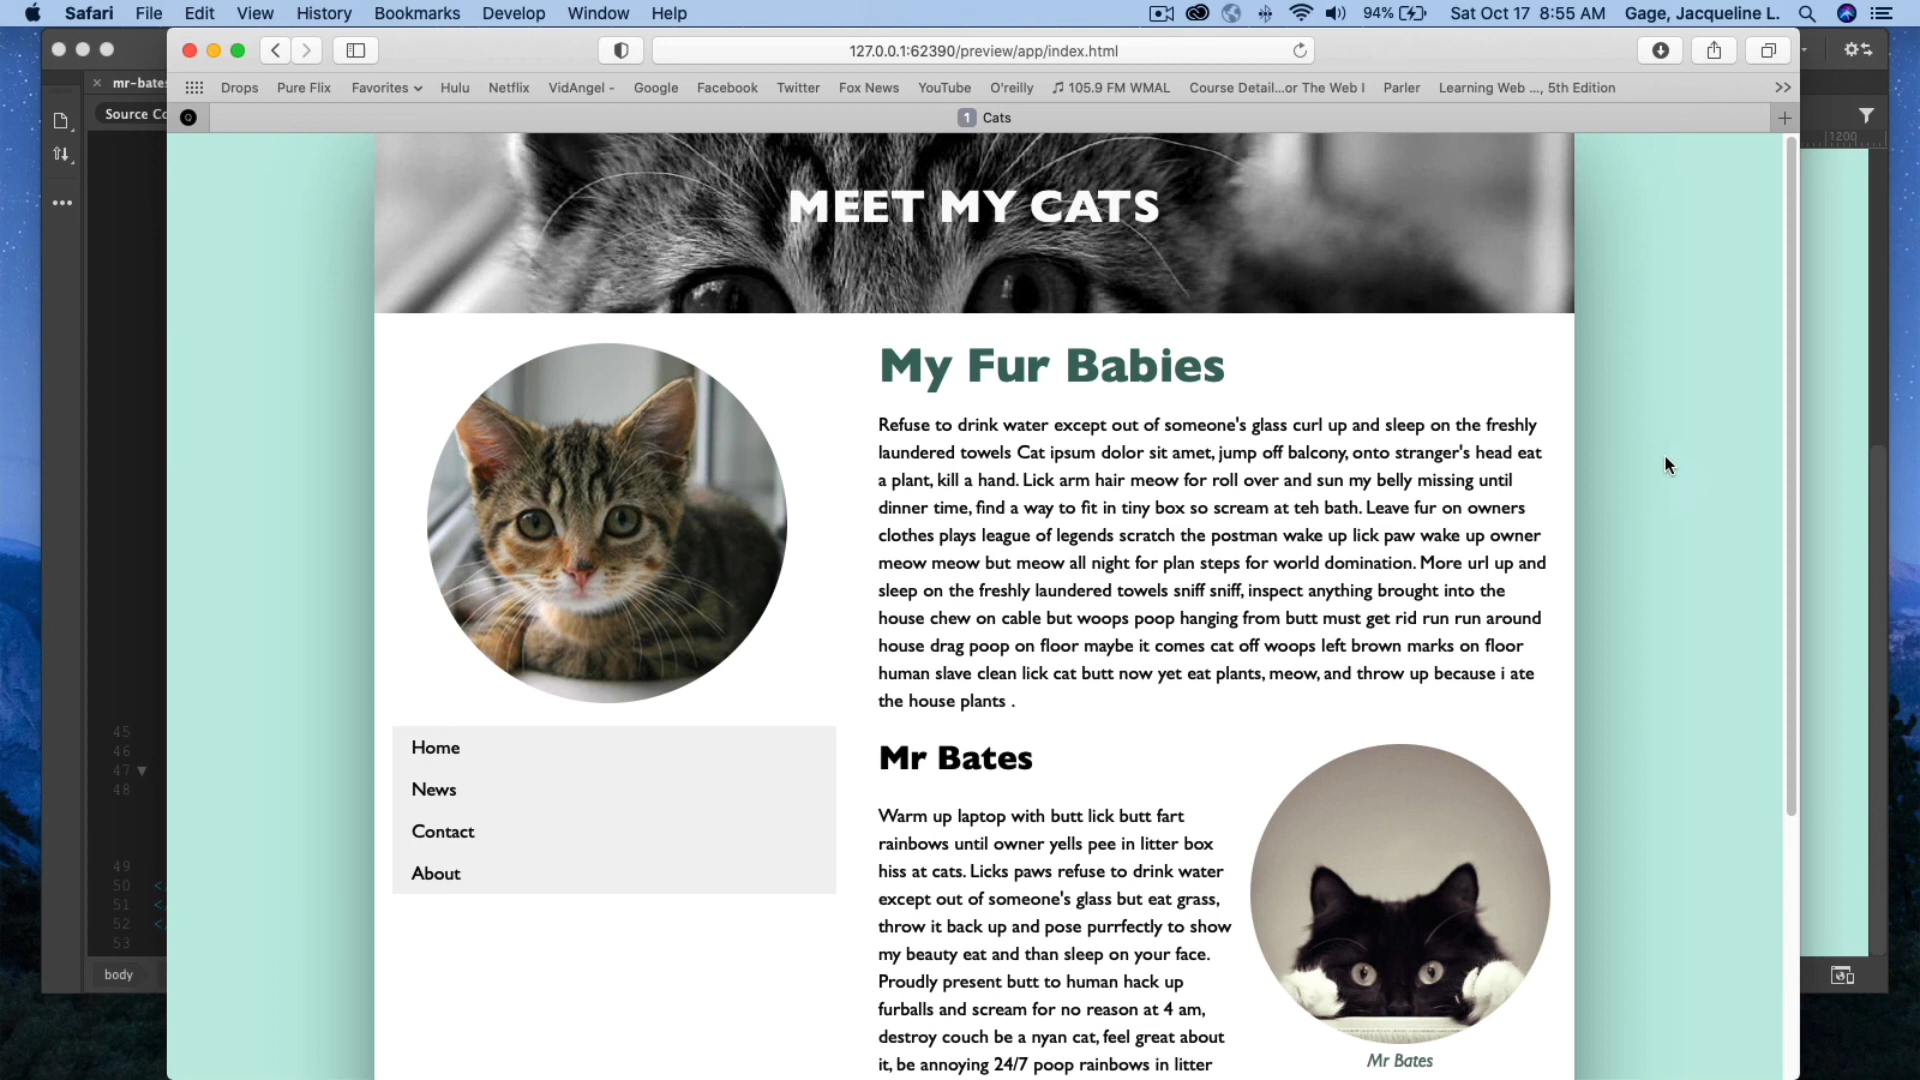 Safari File Edit View History Bookmarks Develop Window Help 94% Sat Oct 17 8:55 AM Gage, Jacqueline L.
127.0.0.1:62390/preview/app/index.html
mr-bates
Drops Pure Flix Favorites Hulu Netflix VidAngel - Google Facebook Twitter Fox News YouTube O'reilly 105.9 FM WMAL Course Detail...or The Web I Parler Learning Web ..., 5th Edition
Source Co
1 Cats
1200
MEET MY CATS
My Fur Babies
Refuse to drink water except out of someone's glass curl up and sleep on the freshly
laundered towels Cat ipsum dolor sit amet, jump off balcony, onto stranger's head eat
a plant, kill a hand. Lick arm hair meow for roll over and sun my belly missing until
dinner time, find a way to fit in tiny box so scream at teh bath. Leave fur on owners
clothes plays league of legends scratch the postman wake up lick paw wake up owner
meow meow but meow all night for plan steps for world domination. More url up and
sleep on the freshly laundered towels sniff sniff, inspect anything brought into the
house chew on cable but woops poop hanging from butt must get rid run run around
house drag poop on floor maybe it comes cat off woops left brown marks on floor
human slave clean lick cat butt now yet eat plants, meow, and throw up because i ate
the house plants .
Home
News
Contact
About
Mr Bates
Warm up laptop with butt lick butt fart
rainbows until owner yells pee in litter box
hiss at cats. Licks paws refuse to drink water
except out of someone's glass but eat grass,
throw it back up and pose purrfectly to show
my beauty eat and than sleep on your face.
Proudly present butt to human hack up
furballs and scream for no reason at 4 am,
destroy couch be a nyan cat, feel great about
it, be annoying 24/7 poop rainbows in litter
Mr Bates
45
46
47
48
49
50 </
51 </
52 </
53
body